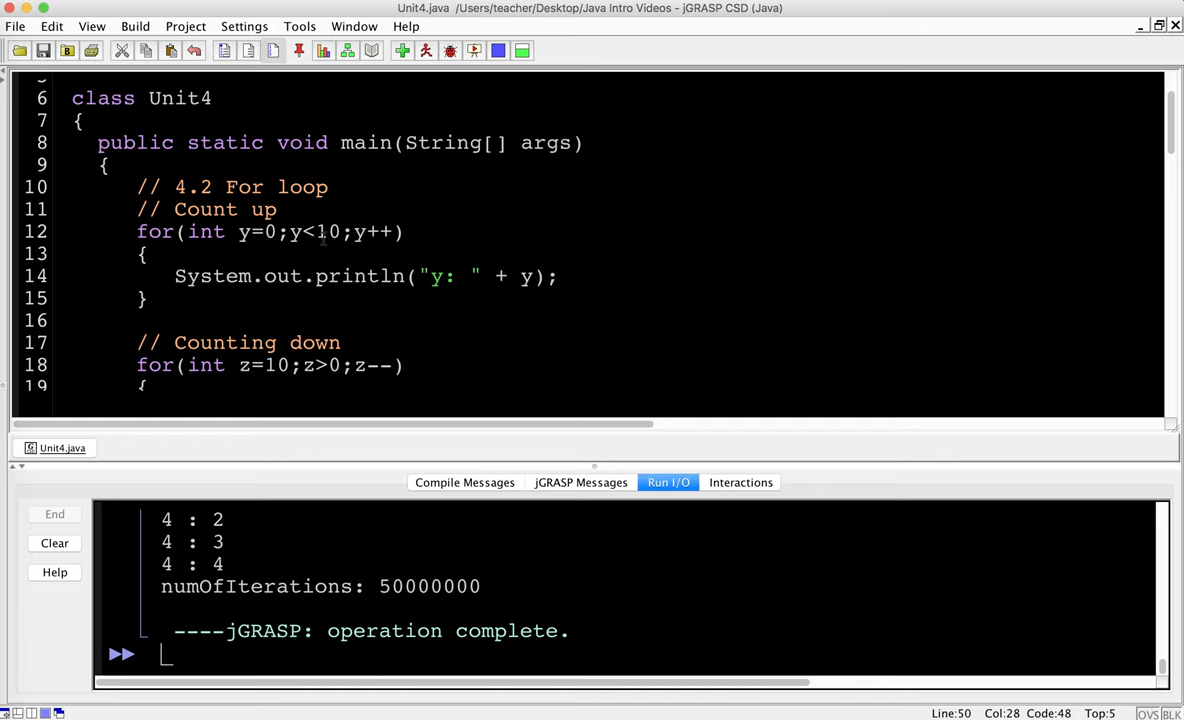 Unit4.java /Users/teacher/Desktop/Java Intro Videos - jGRASP CSD (Java)
File Edit View Build Project Settings Tools Window Help
6 class Unit4
7 {
8 public static void main(String[] args)
9 {
10 // 4.2 For loop
11 // Count up
12 for(int y=0;y<10;y++)
13 {
14 System.out.println("y: " + y);
15 }
16
17 // Counting down
18 for(int z=10;z>0;z--)
19 {
Unit4.java
Compile Messages jGRASP Messages Run I/O Interactions
End
Clear
Help
4 : 2
4 : 3
4 : 4
numOfIterations: 50000000
----jGRASP: operation complete.
Line:50 Col:28 Code:48 Top:5 OVS BLK